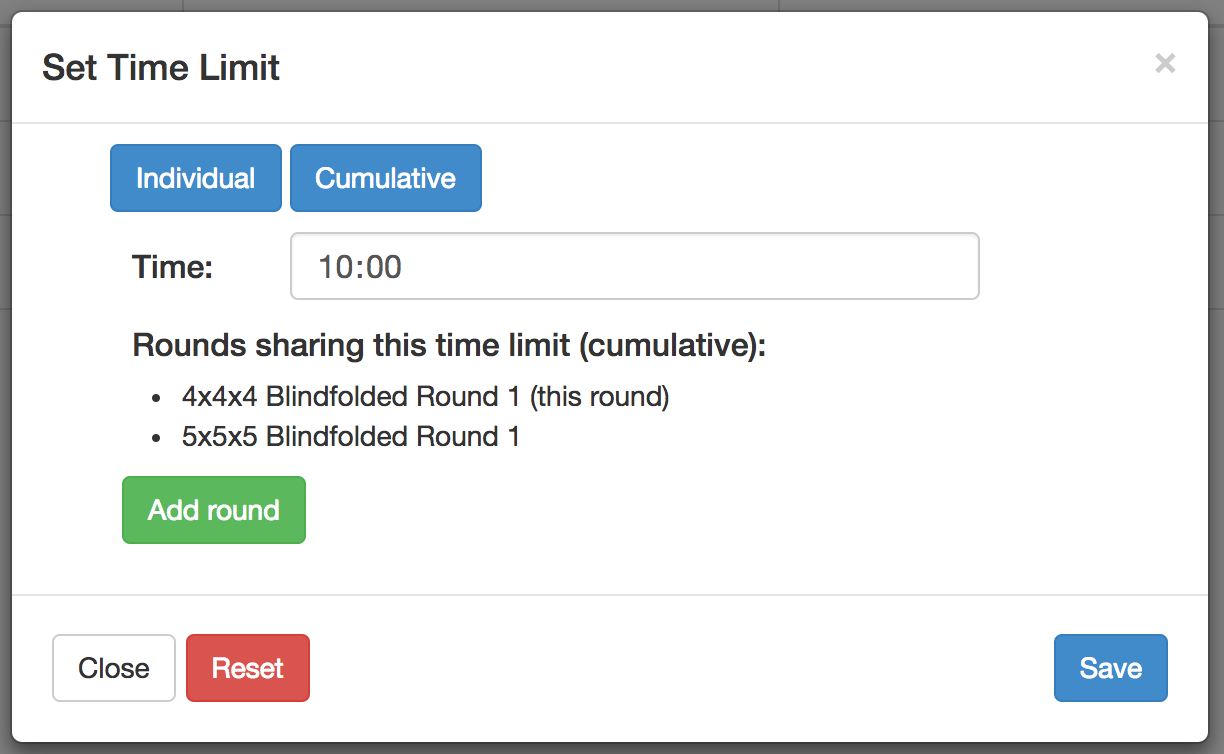 Set Time Limit ×
Individual Cumulative
Time: 10:00
Rounds sharing this time limit (cumulative):
• 4x4x4 Blindfolded Round 1 (this round)
• 5x5x5 Blindfolded Round 1
Add round
Close Reset Save